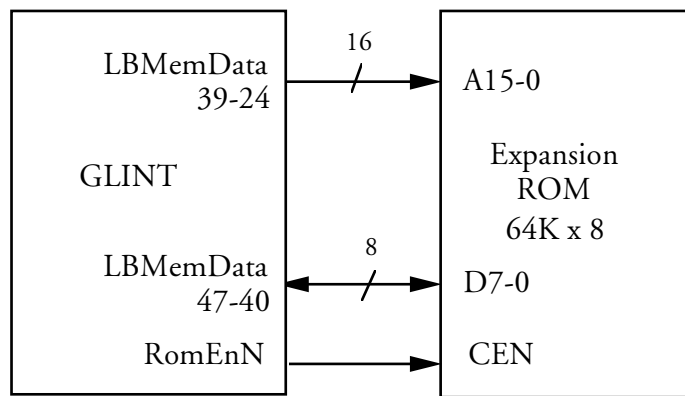 16
LBMemData
39-24
A15-0
GLINT
Expansion
ROM
64K x 8
8
LBMemData
47-40
D7-0
RomEnN
CEN